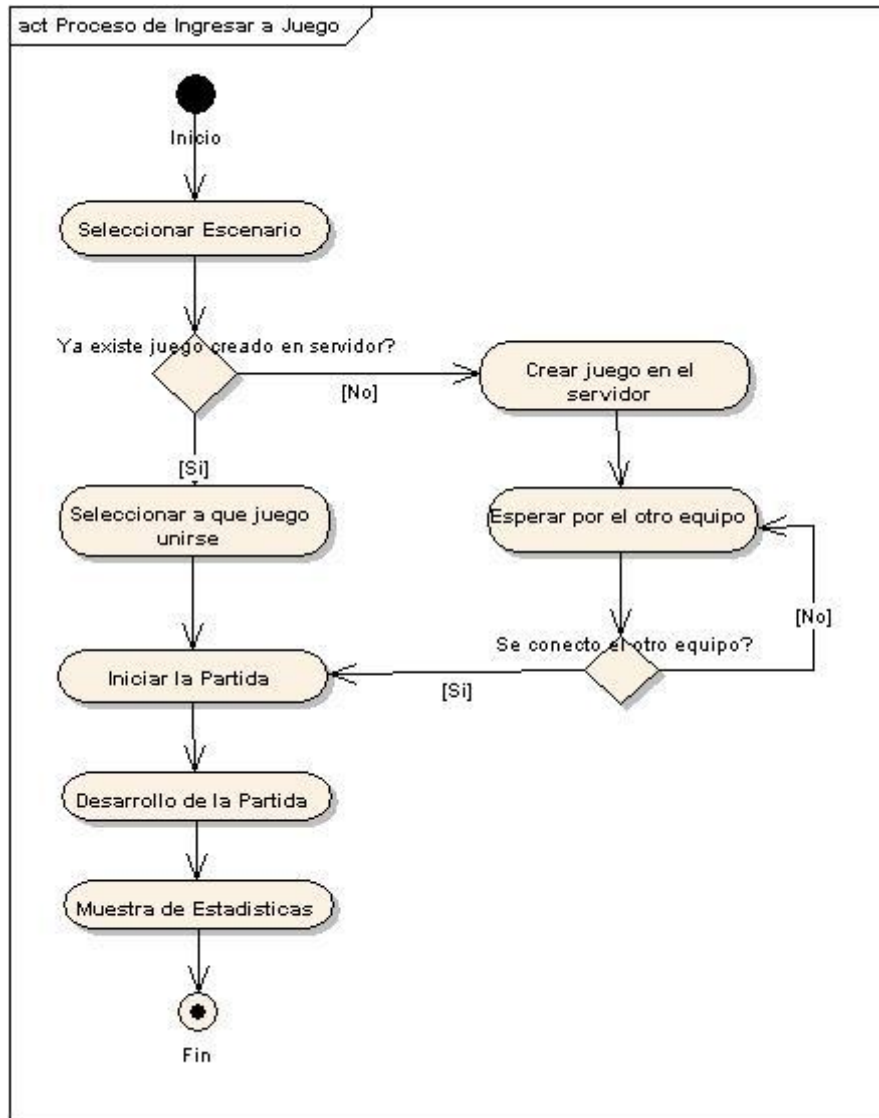 act Proceso de Ingresar a Juego
Inicio
Seleccionar Escenario
Ya existe juego creado en servidor?
[No]
Crear juego en el
servidor
[Si]
Seleccionar a que juego
unirse
Esperar por el otro equipo
[No]
Se conecto el otro equipo?
[Si]
Iniciar la Partida
Desarrollo de la Partida
Muestra de Estadisticas
Fin